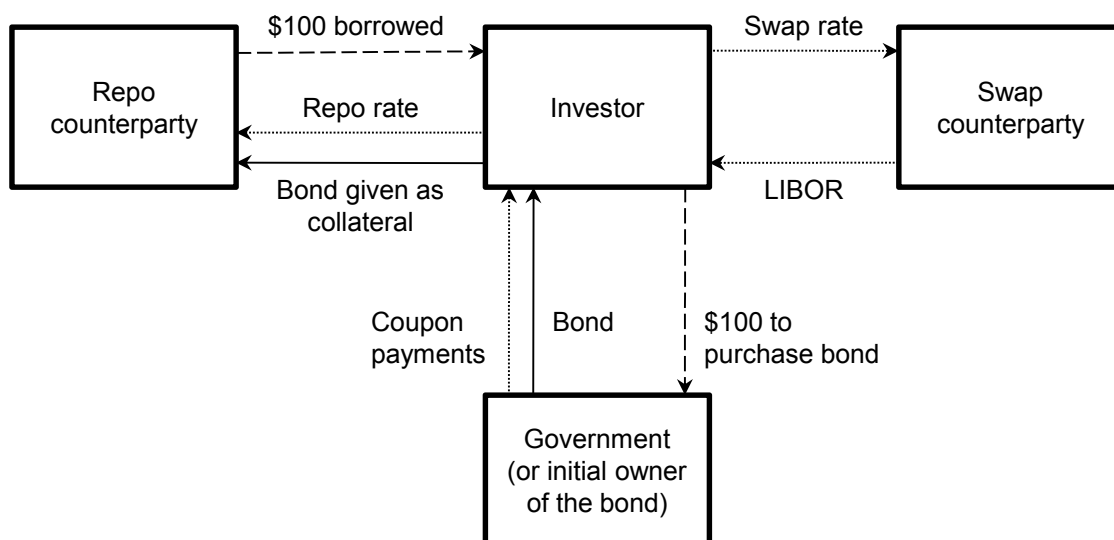 $100 borrowed
Swap rate
Repo
counterparty
Repo rate
Investor
Swap
counterparty
Bond given as
collateral
LIBOR
Coupon
payments
Bond
$100 to
purchase bond
Government
(or initial owner
of the bond)